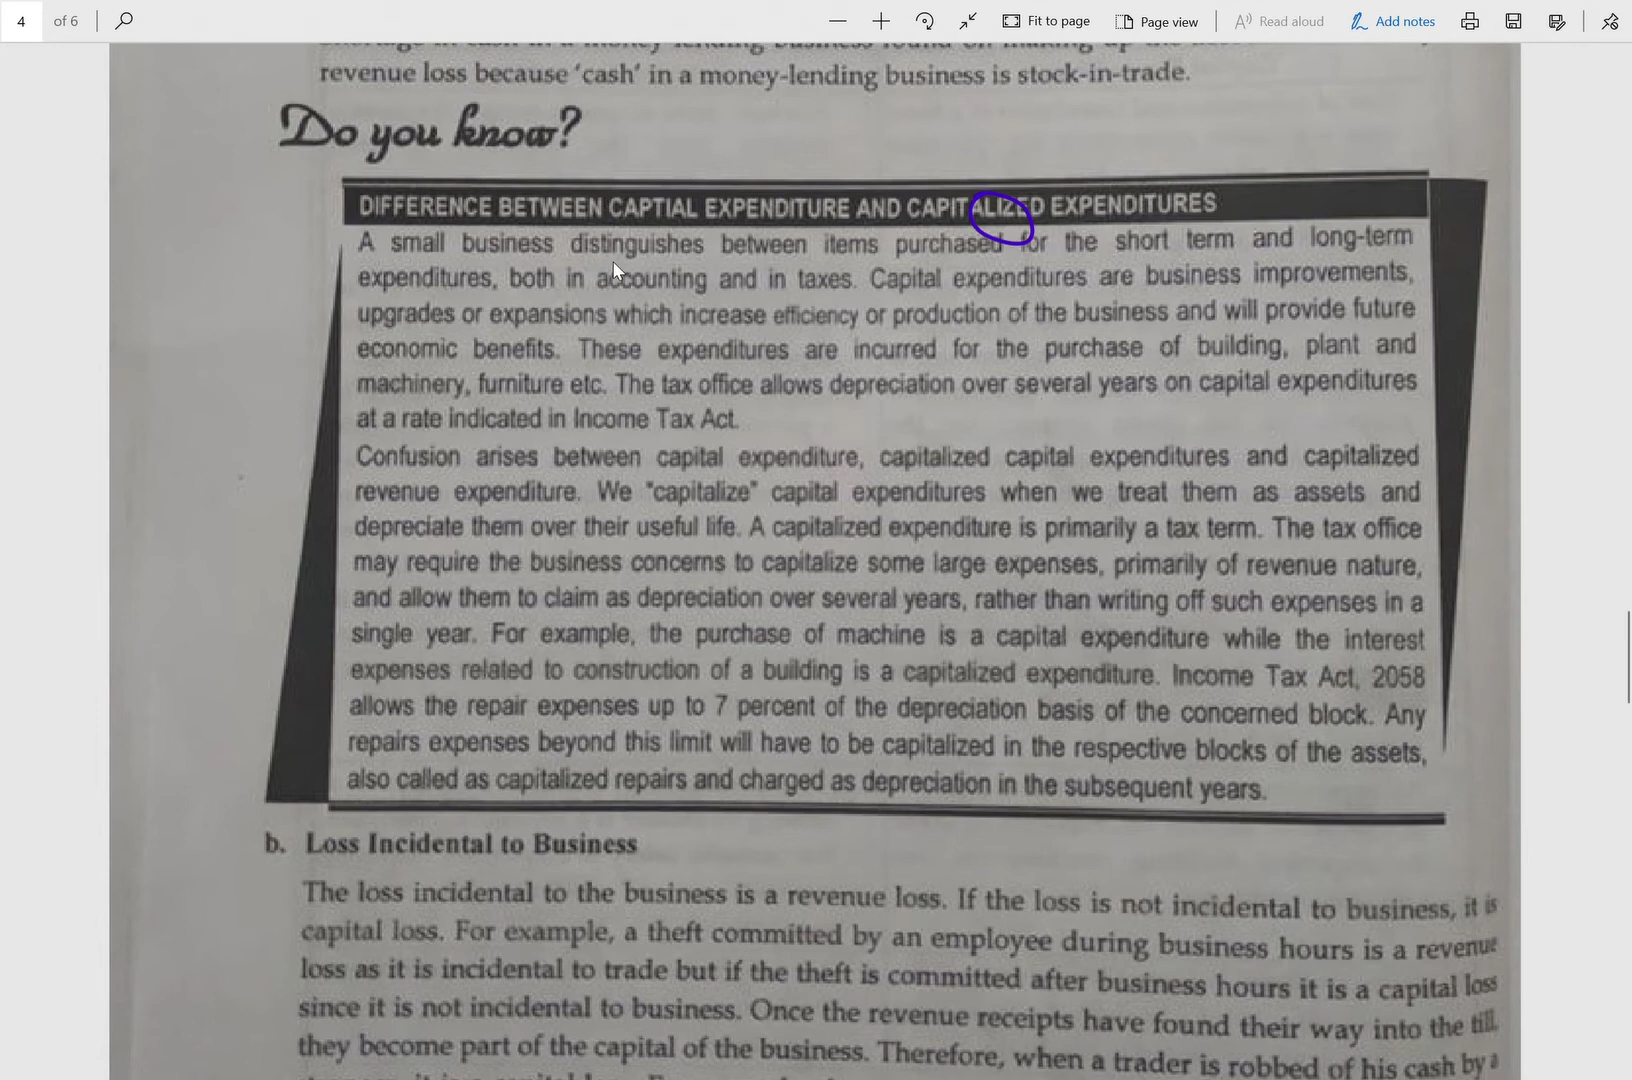 4 of 6 Fit to page Page view Read aloud Add notes
revenue loss because ‘cash’ in a money-lending business is stock-in-trade.
Do you know?
DIFFERENCE BETWEEN CAPTIAL EXPENDITURE AND CAPITALIZED EXPENDITURES
A small business distinguishes between items purchased for the short term and long-term
expenditures, both in accounting and in taxes. Capital expenditures are business improvements,
upgrades or expansions which increase efficiency or production of the business and will provide future
economic benefits. These expenditures are incurred for the purchase of building, plant and
machinery, furniture etc. The tax office allows depreciation over several years on capital expenditures
at a rate indicated in Income Tax Act.
Confusion arises between capital expenditure, capitalized capital expenditures and capitalized
revenue expenditure. We "capitalize" capital expenditures when we treat them as assets and
depreciate them over their useful life. A capitalized expenditure is primarily a tax term. The tax office
may require the business concerns to capitalize some large expenses, primarily of revenue nature,
and allow them to claim as depreciation over several years, rather than writing off such expenses in a
single year. For example, the purchase of machine is a capital expenditure while the interest
expenses related to construction of a building is a capitalized expenditure. Income Tax Act, 2058
allows the repair expenses up to 7 percent of the depreciation basis of the concerned block. Any
repairs expenses beyond this limit will have to be capitalized in the respective blocks of the assets,
also called as capitalized repairs and charged as depreciation in the subsequent years.
b. Loss Incidental to Business
The loss incidental to the business is a revenue loss. If the loss is not incidental to business, it is
capital loss. For example, a theft committed by an employee during business hours is a revenue
loss as it is incidental to trade but if the theft is committed after business hours it is a capital loss
since it is not incidental to business. Once the revenue receipts have found their way into the till,
they become part of the capital of the business. Therefore, when a trader is robbed of his cash by a